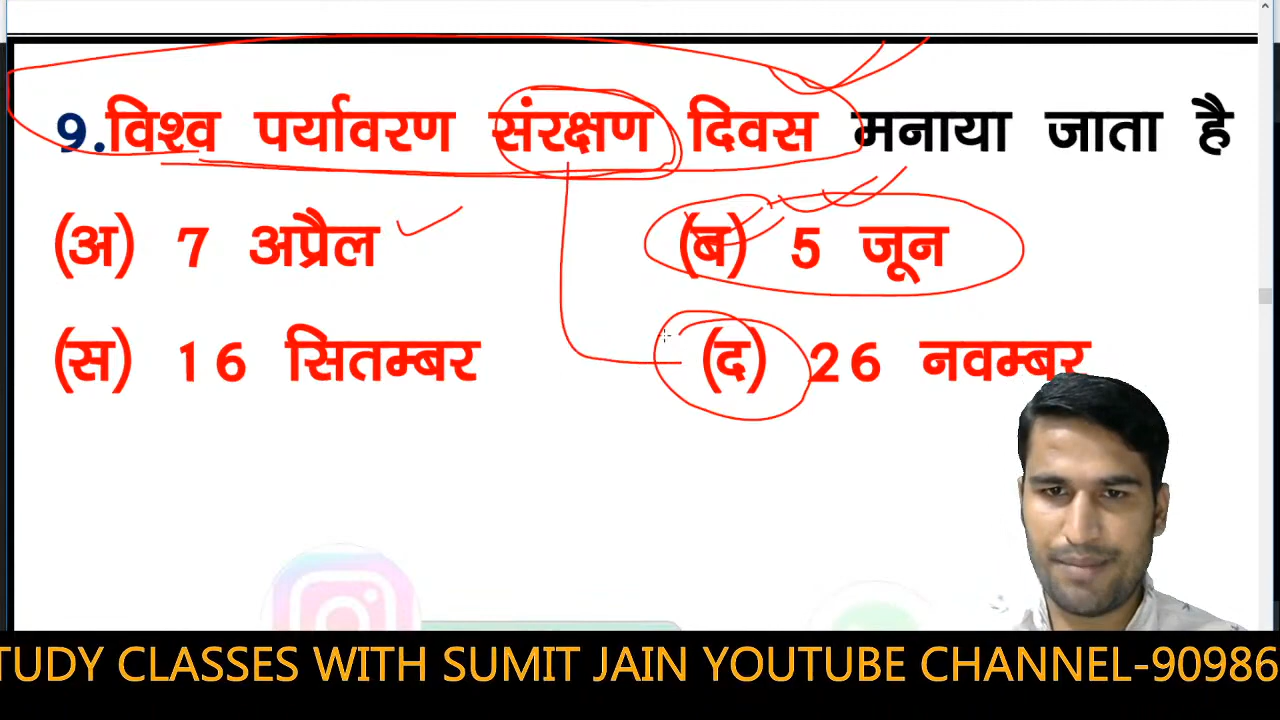 9.विश्व पर्यावरण संरक्षण दिवस मनाया जाता है
(अ) 7 अप्रैल (ब) 5 जून
(स) 16 सितम्बर (द) 26 नवम्बर
TUDY CLASSES WITH SUMIT JAIN YOUTUBE CHANNEL-90986